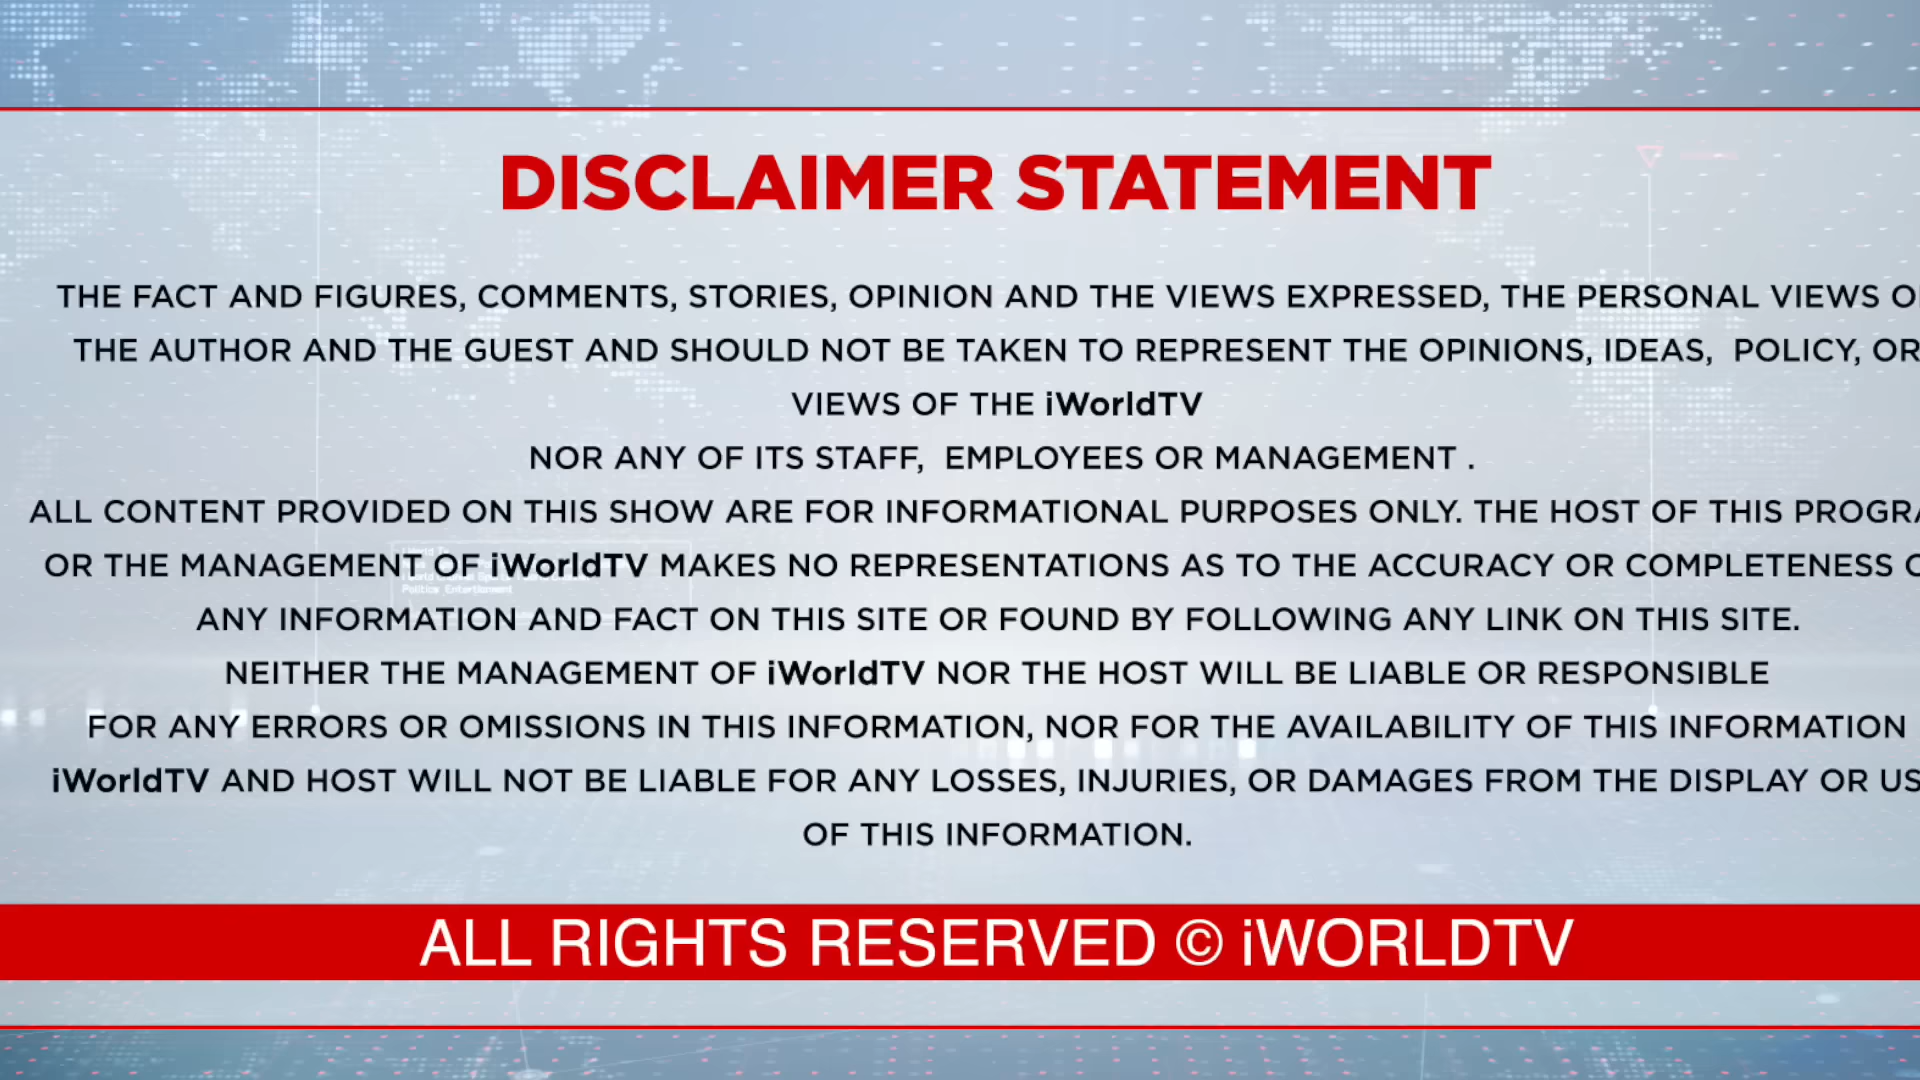 DISCLAIMER STATEMENT
THE FACT AND FIGURES, COMMENTS, STORIES, OPINION AND THE VIEWS EXPRESSED, THE PERSONAL VIEWS
THE AUTHOR AND THE GUEST AND SHOULD NOT BE TAKEN TO REPRESENT THE OPINIONS, IDEAS, POLICY, OR
VIEWS OF THE iWorldTV
NOR ANY OF ITS STAFF, EMPLOYEES OR MANAGEMENT .
ALL CONTENT PROVIDED ON THIS SHOW ARE FOR INFORMATIONAL PURPOSES ONLY. THE HOST OF THIS PROGRA
OR THE MANAGEMENT OF iWorldTV MAKES NO REPRESENTATIONS AS TO THE ACCURACY OR COMPLETENESS
ANY INFORMATION AND FACT ON THIS SITE OR FOUND BY FOLLOWING ANY LINK ON THIS SITE.
NEITHER THE MANAGEMENT OF iWorldTV NOR THE HOST WILL BE LIABLE OR RESPONSIBLE
FOR ANY ERRORS OR OMISSIONS IN THIS INFORMATION, NOR FOR THE AVAILABILITY OF THIS INFORMATION
iWorldTV AND HOST WILL NOT BE LIABLE FOR ANY LOSSES, INJURIES, OR DAMAGES FROM THE DISPLAY OR US
OF THIS INFORMATION.
Politics Entertainment
ALL RIGHTS RESERVED © iWORLDTV